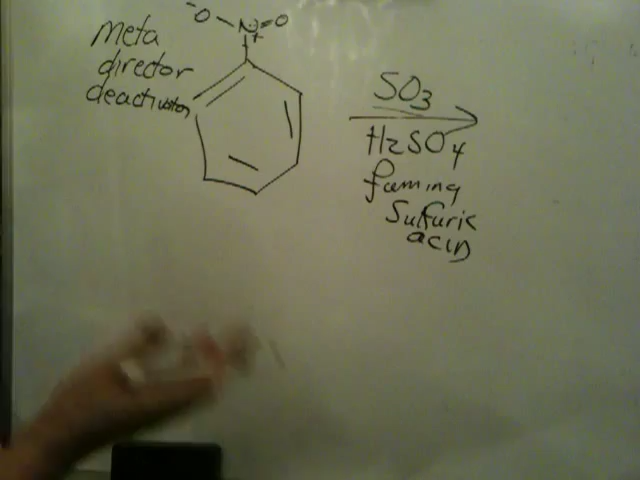 ⁻O N⁺ =O
Meta
director
deactivator
SO3
H2SO4
fuming
Sulfuric
acid